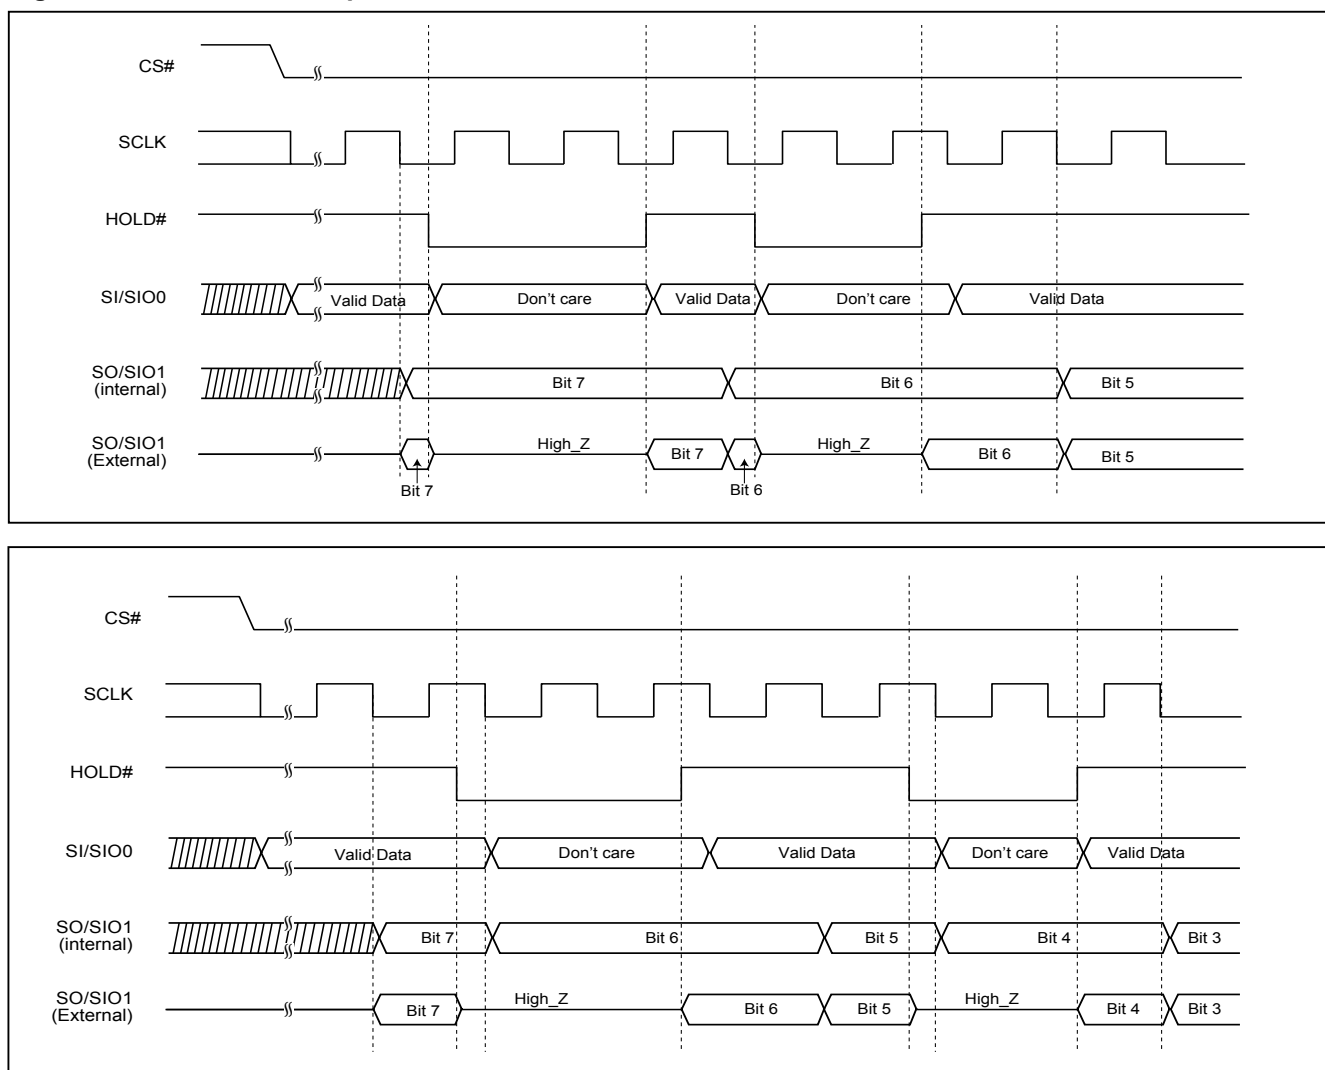 CS#
SCLK
HOLD#
SI/SIO0
Valid Data
Don't care
Valid Data
Don't care
Valid Data
SO/SIO1
(internal)
Bit 7
Bit 6
Bit 5
SO/SIO1
(External)
High_Z
Bit 7
High_Z
Bit 6
Bit 5
Bit 7
Bit 6
CS#
SCLK
HOLD#
SI/SIO0
Valid Data
Don't care
Valid Data
Don't care
Valid Data
SO/SIO1
(internal)
Bit 7
Bit 6
Bit 5
Bit 4
Bit 3
SO/SIO1
(External)
Bit 7
High_Z
Bit 6
Bit 5
High_Z
Bit 4
Bit 3